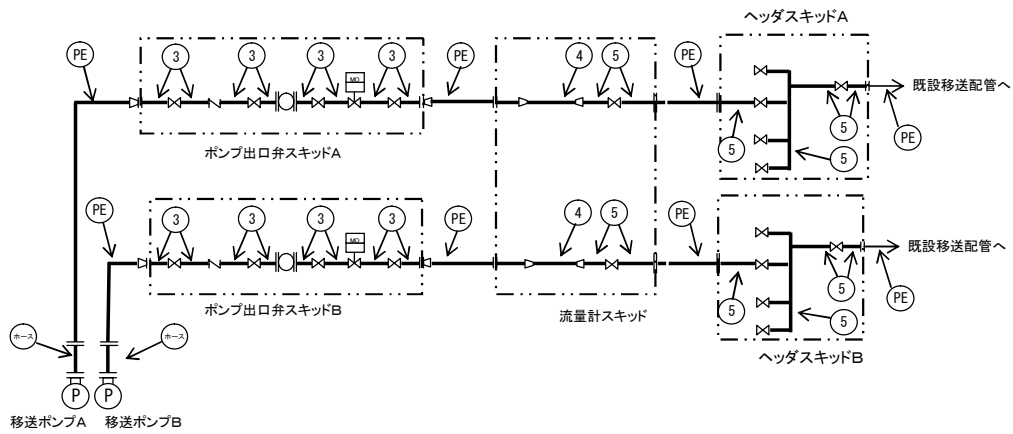 ヘッダスキッドA
PE
3
3
3
3
PE
4
5
PE
MO
既設移送配管へ
5
5
5
PE
ポンプ出口弁スキッドA
PE
3
3
3
3
PE
4
5
PE
MO
既設移送配管へ
5
5
5
PE
ポンプ出口弁スキッドB
流量計スキッド
ヘッダスキッドB
ホース
ホース
P
P
移送ポンプA
移送ポンプB